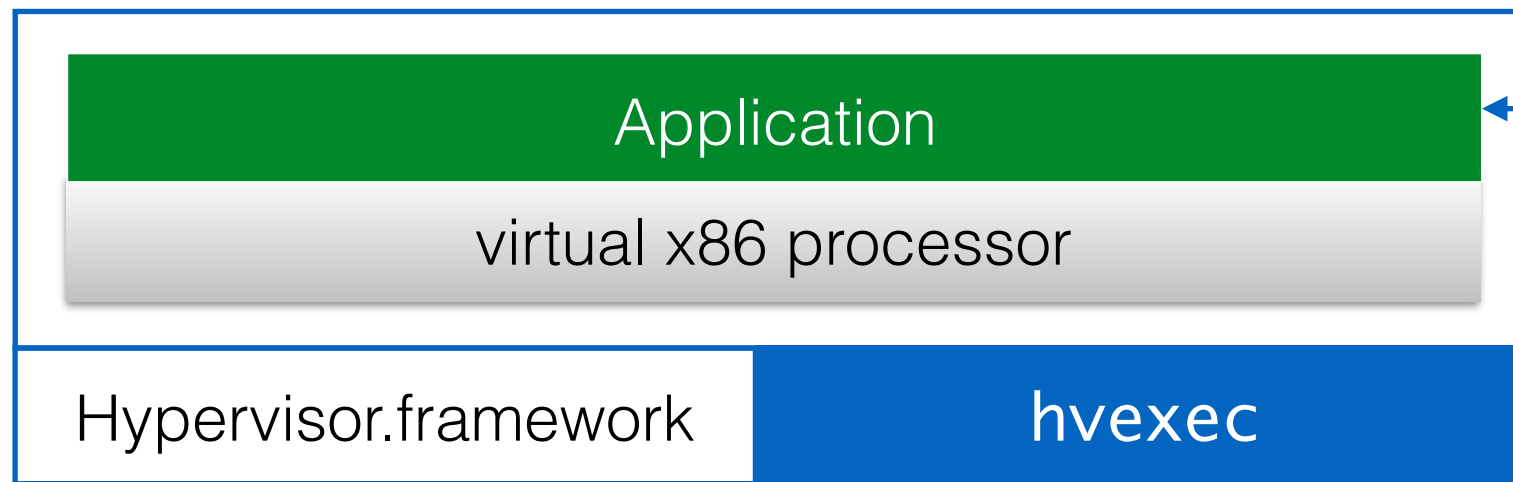 Application
virtual x86 processor
Hypervisor.framework
hvexec